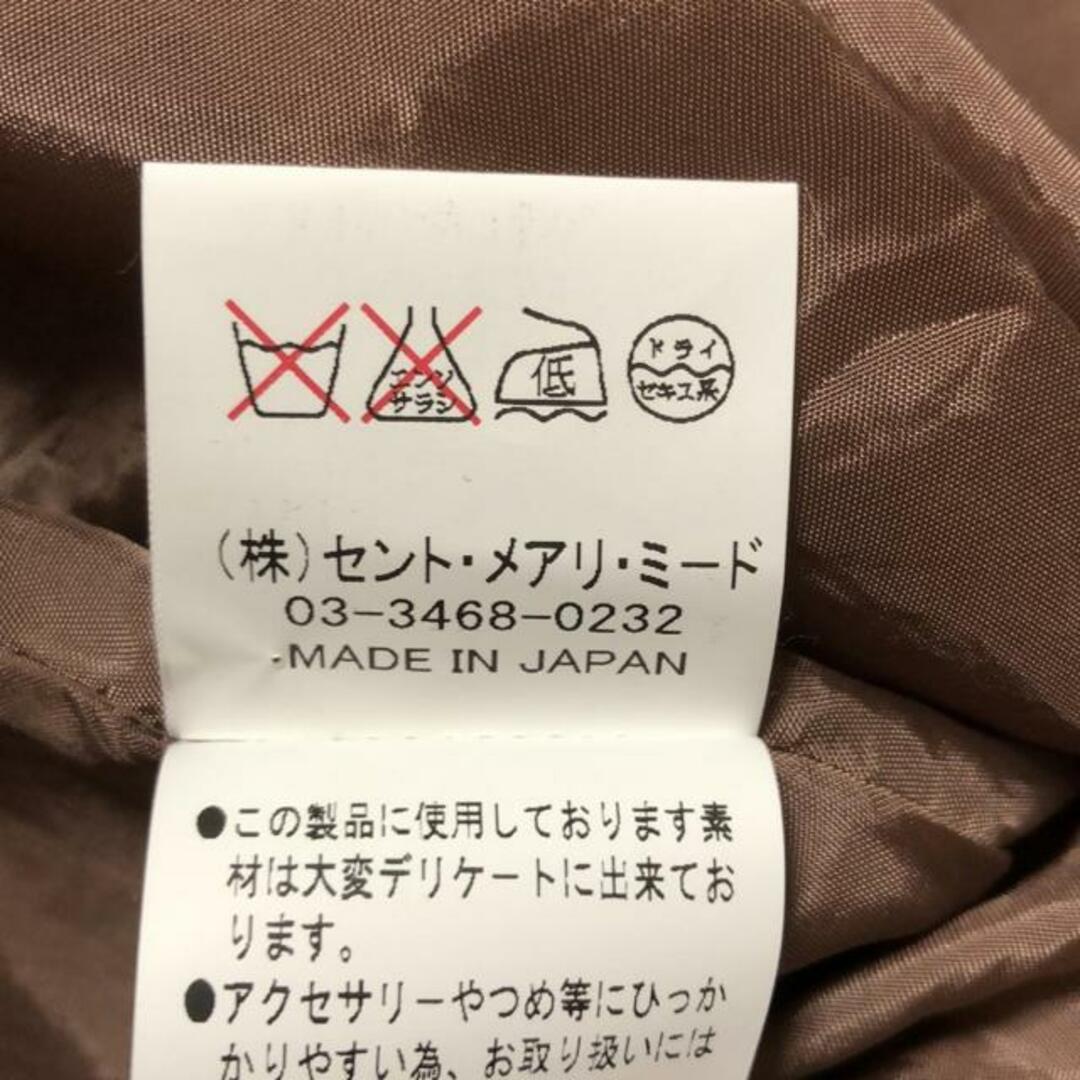 エンソ
サラシ
低
ドライ
セキユ系
(株)セント・メアリ・ミード
03-3468-0232
MADE IN JAPAN
●この製品に使用しております素
材は大変デリケートに出来てお
ります。
●アクセサリーやつめ等にひっか
かりやすい為、お取り扱いには